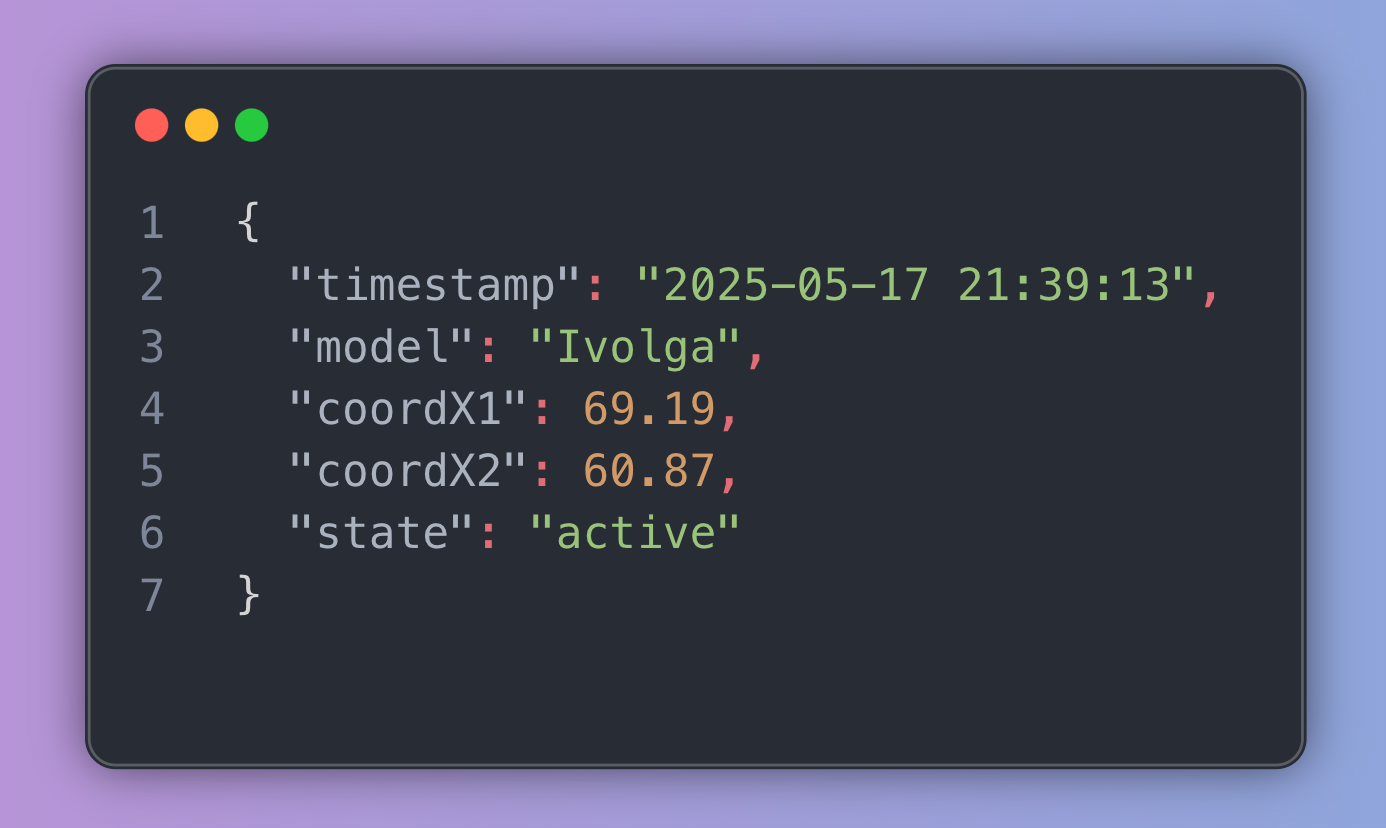 1 {
2   "timestamp": "2025-05-17 21:39:13",
3   "model": "Ivolga",
4   "coordX1": 69.19,
5   "coordX2": 60.87,
6   "state": "active"
7 }